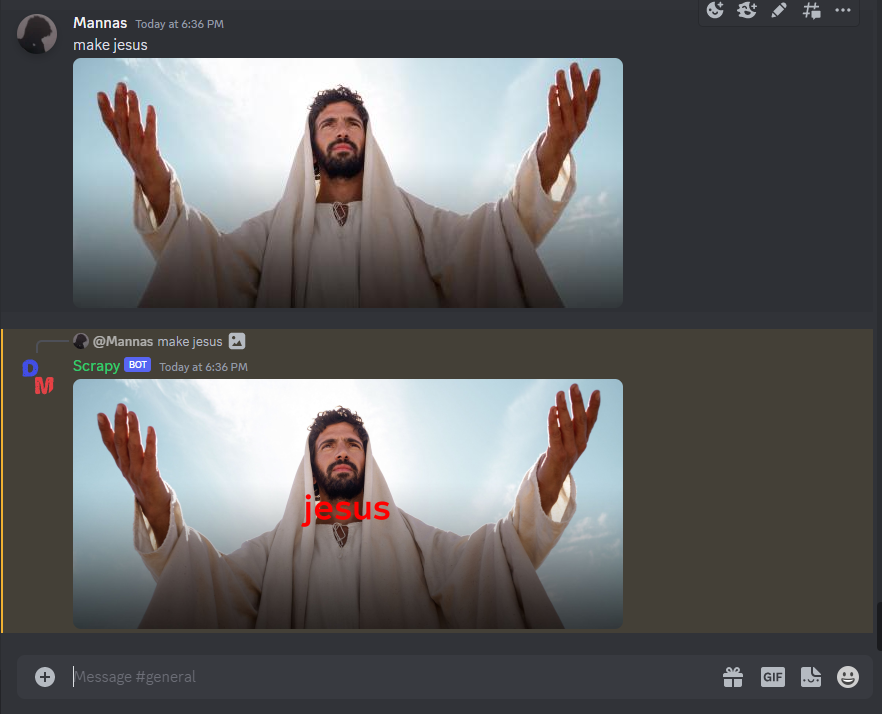 Mannas Today at 6:36 PM
make jesus
@Mannas make jesus
D
M
Scrapy BOT Today at 6:36 PM
jesus
Message #general
GIF